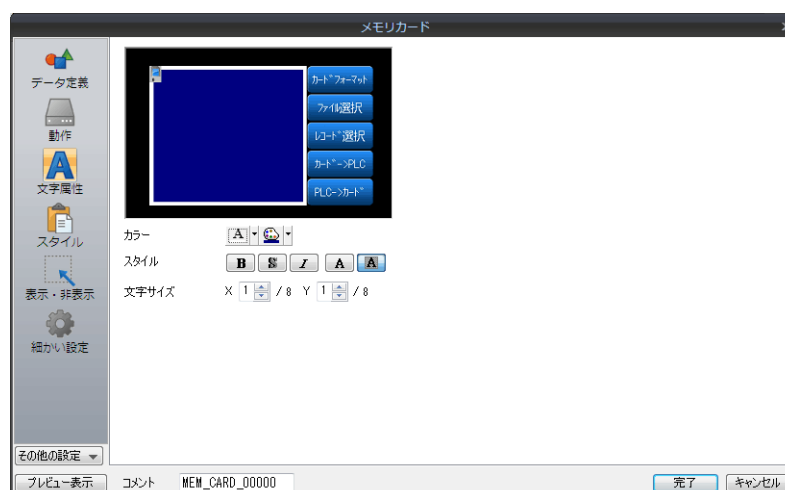 メモリカード
データ定義
動作
文字属性
スタイル
表示・非表示
細かい設定
その他の設定
プレビュー表示
ｶｰﾄﾞﾌｫｰﾏｯﾄ
ﾌｧｲﾙ選択
ﾚｺｰﾄﾞ選択
ｶｰﾄﾞ->PLC
PLC->ｶｰﾄﾞ
カラー A
スタイル B S I A A
文字サイズ X 1 / 8 Y 1 / 8
コメント MEM_CARD_00000
完了 キャンセル